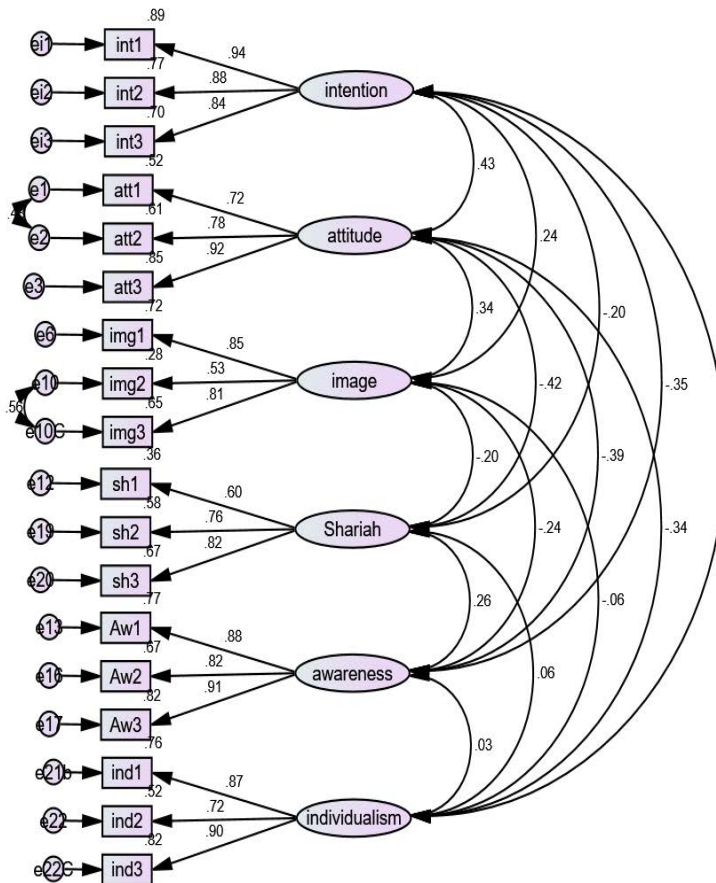 .89
ei1 int1
.94
.77
ei2 int2
.88
intention
.70
.84
ei3 int3
.52
.43
e1 att1
.72
.61
e2 att2
.78
attitude
.24
.85
.92
e3 att3
.72
.34
-.20
e6 img1
.85
.28
e10 img2
.53
image
-.42
-.35
.56
.65
.81
e10C img3
.36
-.20
-.39
e12 sh1
.60
.58
e19 sh2
.76
Shariah
-.24
-.34
.67
.82
e20 sh3
.77
.26
-.06
e13 Aw1
.88
.67
e16 Aw2
.82
awareness
.06
.82
.91
e17 Aw3
.76
.03
e21b ind1
.87
.52
e22 ind2
.72
individualism
.82
.90
e22C ind3